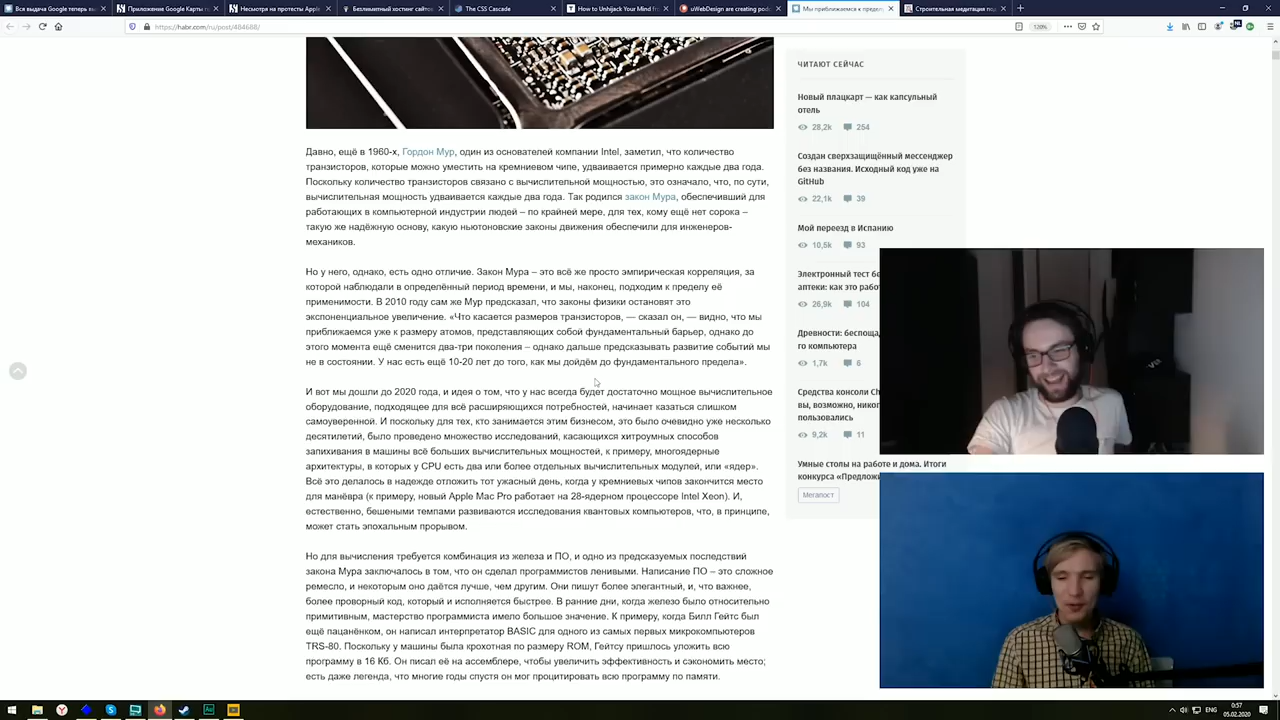 Вся выдача Google теперь вы
Приложение Google Карты по
Несмотря на протесты Apple
Безлимитный хостинг сайтов
The CSS Cascade
How to Unhijack Your Mind fr
uWebDesign are creating pod
Мы приближаемся к предел
Строительная медитация под
https://habr.com/ru/post/484688/
120%
Давно, ещё в 1960-х, Гордон Мур, один из основателей компании Intel, заметил, что количество
транзисторов, которые можно уместить на кремниевом чипе, удваивается примерно каждые два года.
Поскольку количество транзисторов связано с вычислительной мощностью, это означало, что, по сути,
вычислительная мощность удваивается каждые два года. Так родился закон Мура, обеспечивший для
работающих в компьютерной индустрии людей – по крайней мере, для тех, кому ещё нет сорока –
такую же надёжную основу, какую ньютоновские законы движения обеспечили для инженеров-
механиков.
Но у него, однако, есть одно отличие. Закон Мура – это всё же просто эмпирическая корреляция, за
которой наблюдали в определённый период времени, и мы, наконец, подходим к пределу её
применимости. В 2010 году сам же Мур предсказал, что законы физики остановят это
экспоненциальное увеличение. «Что касается размеров транзисторов, — сказал он, — видно, что мы
приближаемся уже к размеру атомов, представляющих собой фундаментальный барьер, однако до
этого момента ещё сменится два-три поколения – однако дальше предсказывать развитие событий мы
не в состоянии. У нас есть ещё 10-20 лет до того, как мы дойдём до фундаментального предела».
И вот мы дошли до 2020 года, и идея о том, что у нас всегда будет достаточно мощное вычислительное
оборудование, подходящее для всё расширяющихся потребностей, начинает казаться слишком
самоуверенной. И поскольку для тех, кто занимается этим бизнесом, это было очевидно уже несколько
десятилетий, было проведено множество исследований, касающихся хитроумных способов
запихивания в машины всё больших вычислительных мощностей, к примеру, многоядерные
архитектуры, в которых у CPU есть два или более отдельных вычислительных модулей, или «ядер».
Всё это делалось в надежде отложить тот ужасный день, когда у кремниевых чипов закончится место
для манёвра (к примеру, новый Apple Mac Pro работает на 28-ядерном процессоре Intel Xeon). И,
естественно, бешеными темпами развиваются исследования квантовых компьютеров, что, в принципе,
может стать эпохальным прорывом.
Но для вычисления требуется комбинация из железа и ПО, и одно из предсказуемых последствий
закона Мура заключалось в том, что он сделал программистов ленивыми. Написание ПО – это сложное
ремесло, и некоторым оно даётся лучше, чем другим. Они пишут более элегантный, и, что важнее,
более проворный код, который и исполняется быстрее. В ранние дни, когда железо было относительно
примитивным, мастерство программиста имело большое значение. К примеру, когда Билл Гейтс был
ещё пацанёнком, он написал интерпретатор BASIC для одного из самых первых микрокомпьютеров
TRS-80. Поскольку у машины была крохотная по размеру ROM, Гейтсу пришлось уложить всю
программу в 16 Кб. Он писал её на ассемблере, чтобы увеличить эффективность и сэкономить место;
есть даже легенда, что многие годы спустя он мог процитировать всю программу по памяти.
ЧИТАЮТ СЕЙЧАС
Новый плацкарт — как капсульный
отель
28,2k 254
Создан сверхзащищённый мессенджер
без названия. Исходный код уже на
GitHub
22,1k 39
Мой переезд в Испанию
10,5k 93
Электронный тест бе
аптеки: как это рабо
26,9k 104
Древности: беспоща
го компьютера
1,7k 6
Средства консоли Ch
вы, возможно, никог
пользовались
9,2k 11
Умные столы на работе и дома. Итоги
конкурса «Предложи
Мегапост
ENG
0:57
05.02.2020